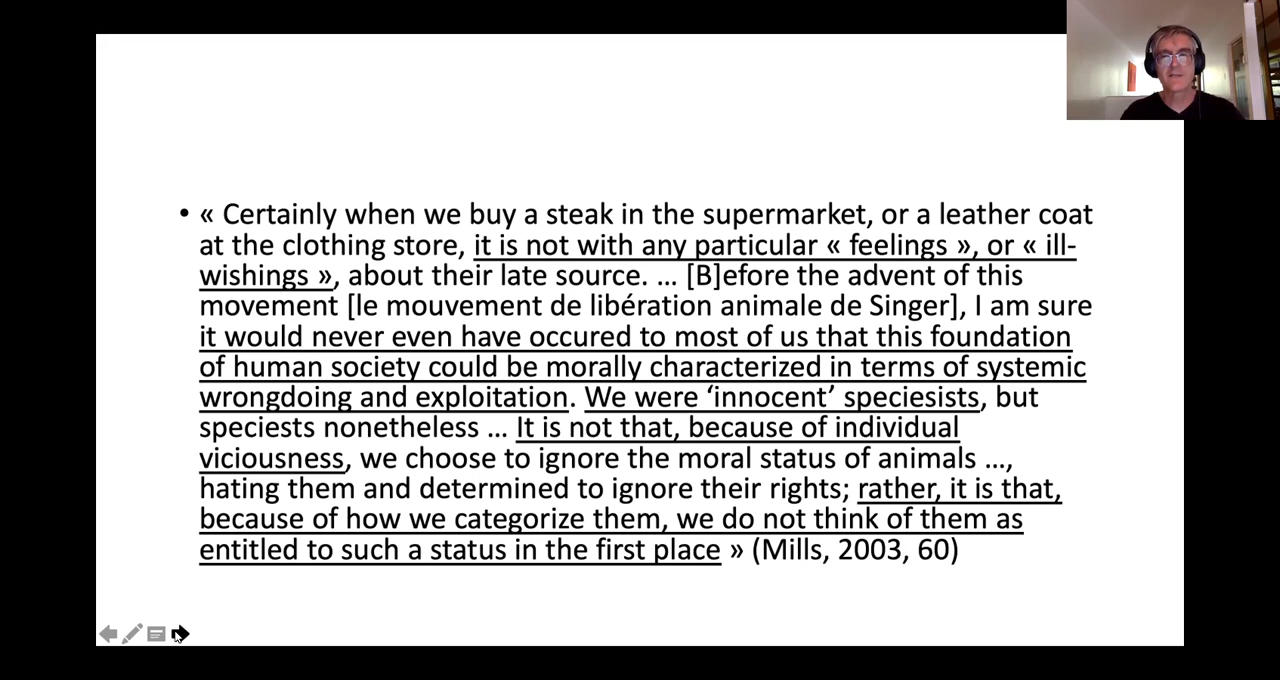 • « Certainly when we buy a steak in the supermarket, or a leather coat
at the clothing store, it is not with any particular « feelings », or « ill-
wishings », about their late source. … [B]efore the advent of this
movement [le mouvement de libération animale de Singer], I am sure
it would never even have occured to most of us that this foundation
of human society could be morally characterized in terms of systemic
wrongdoing and exploitation. We were ‘innocent’ speciesists, but
speciests nonetheless … It is not that, because of individual
viciousness, we choose to ignore the moral status of animals …,
hating them and determined to ignore their rights; rather, it is that,
because of how we categorize them, we do not think of them as
entitled to such a status in the first place » (Mills, 2003, 60)